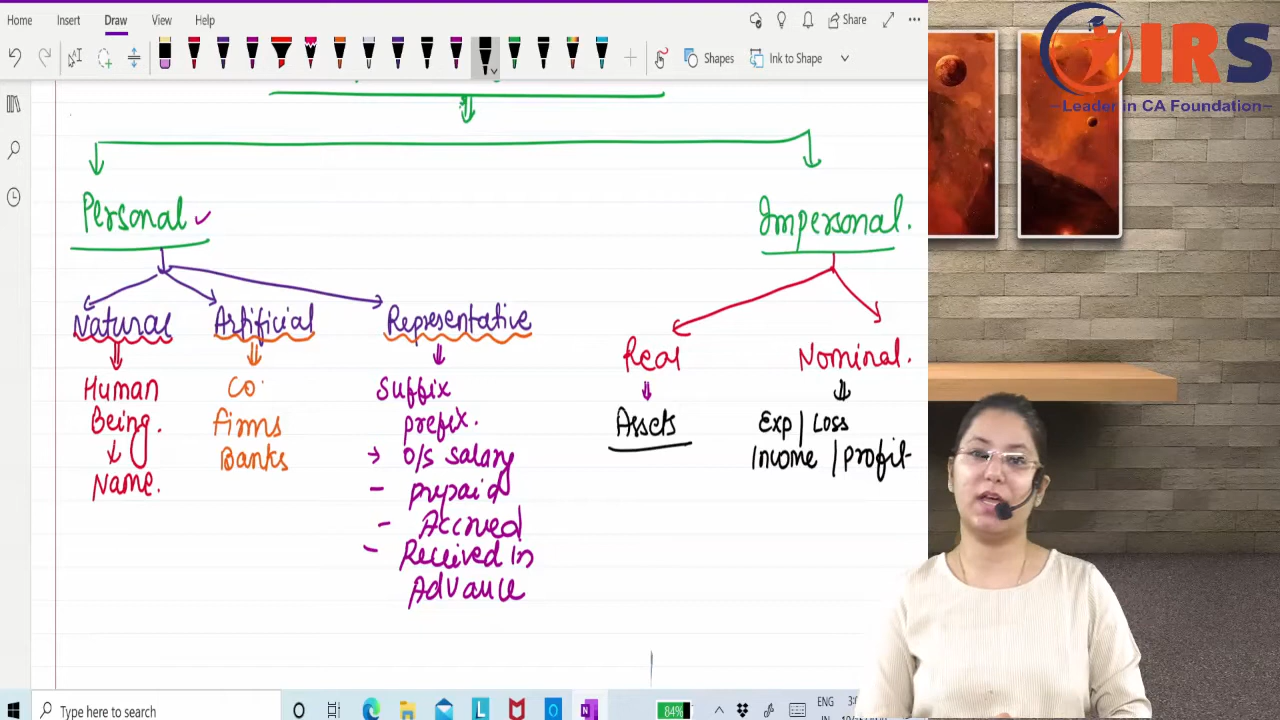 Home Insert Draw View Help
Share
Shapes
Ink to Shape
IRS
Leader in CA Foundation
Personal
Impersonal.
Natural
Artificial
Representative
Real
Nominal.
Human
Being.
Name.
Co.
firms
Banks
Suffix
prefix.
→ o/s salary
- prepaid
- Accrued
- Received in
Advance
Assets
Exp | Loss
Income | profit
Type here to search
84%
ENG
IN